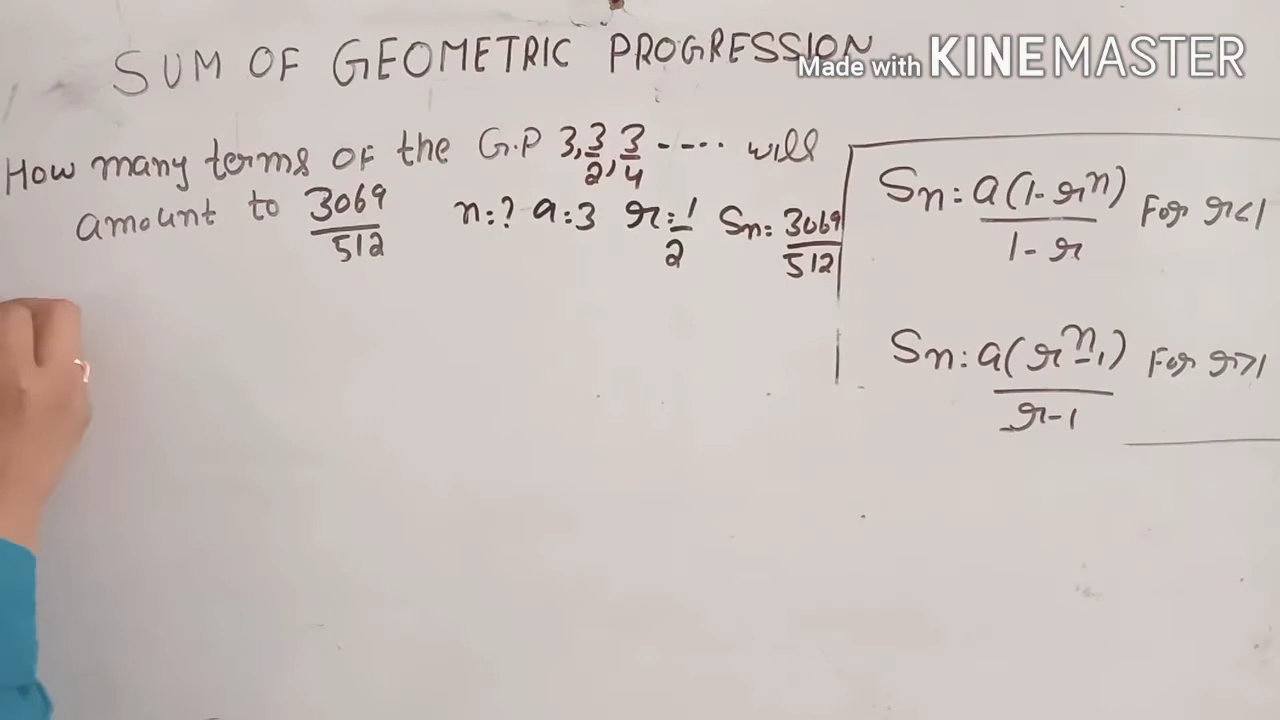 SUM OF GEOMETRIC PROGRESSION
Made with KINEMASTER
How many terms of the G.P 3, 3/2, 3/4 ---- will
amount to 3069/512 n:? a:3 r:1/2 Sn: 3069/512
Sn: a(1-r^n)/1-r For r<1
Sn: a(r^n-1)/r-1 For r>1